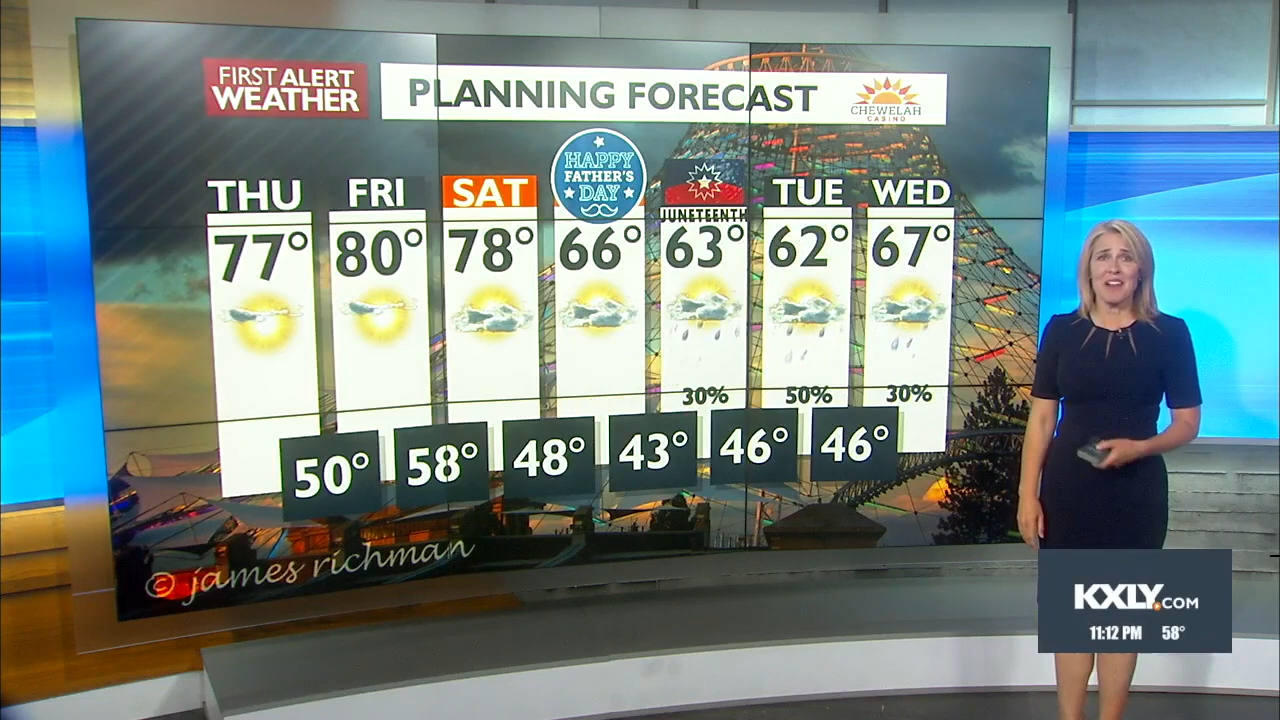 FIRST ALERT
WEATHER
PLANNING FORECAST
CHEWELAH
CASINO
HAPPY
FATHER'S
DAY
THU FRI SAT JUNETEENTH TUE WED
77° 80° 78° 66° 63° 62° 67°
30% 50% 30%
50° 58° 48° 43° 46° 46°
© james richman
KXLY.COM
11:12 PM 58°